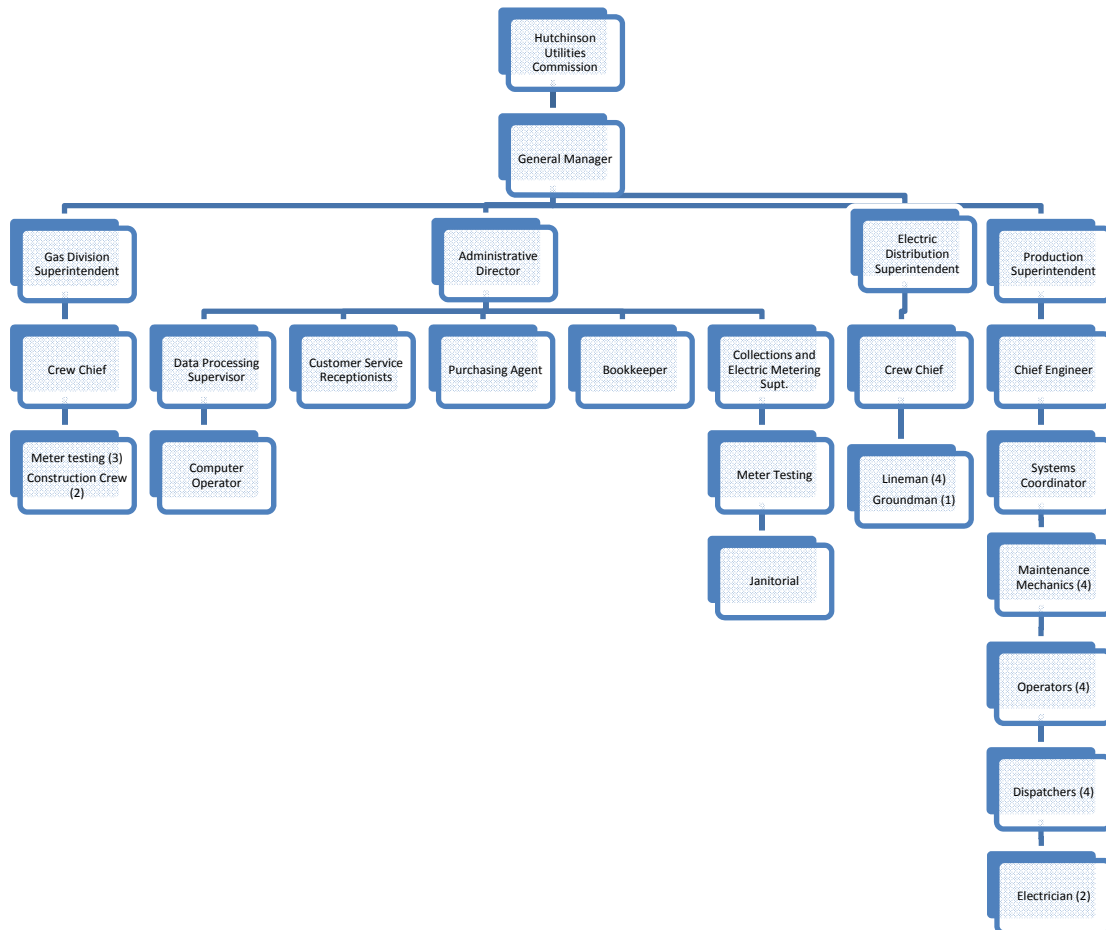 Hutchinson
Utilities
Commission
General Manager
Gas Division
Superintendent
Administrative
Director
Electric
Distribution
Superintendent
Production
Superintendent
Crew Chief
Data Processing
Supervisor
Customer Service
Receptionists
Purchasing Agent
Bookkeeper
Collections and
Electric Metering
Supt.
Crew Chief
Chief Engineer
Meter testing (3)
Construction Crew
(2)
Computer
Operator
Meter Testing
Lineman (4)
Groundman (1)
Systems
Coordinator
Janitorial
Maintenance
Mechanics (4)
Operators (4)
Dispatchers (4)
Electrician (2)